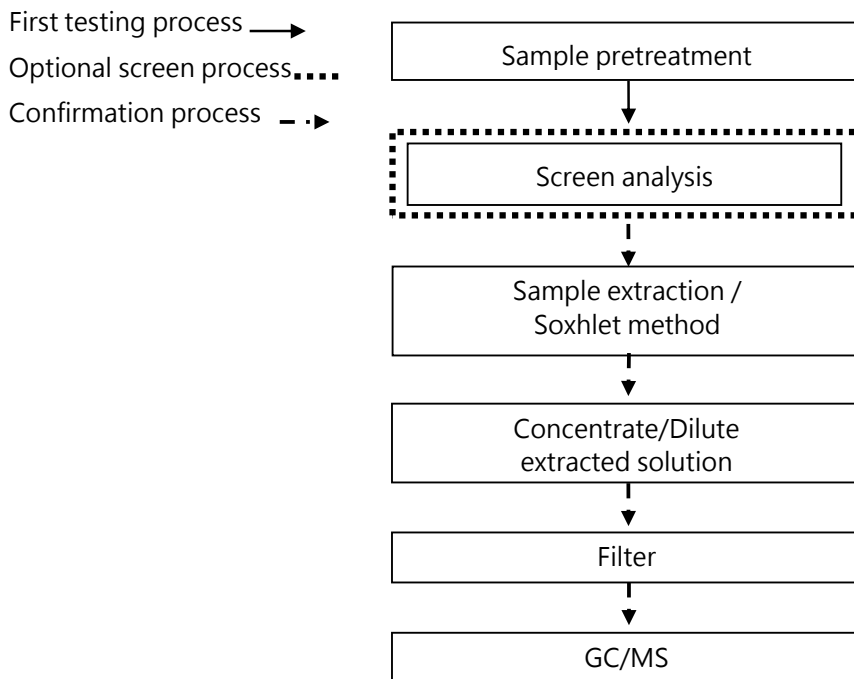 First testing process
Optional screen process
Confirmation process
Sample pretreatment
Screen analysis
Sample extraction /
Soxhlet method
Concentrate/Dilute
extracted solution
Filter
GC/MS